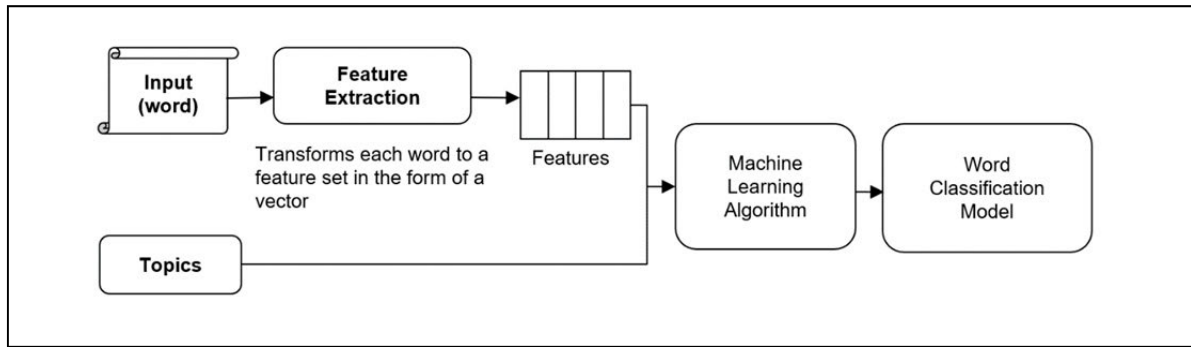 Input
(word)
Feature
Extraction
Transforms each word to a
feature set in the form of a
vector
Features
Topics
Machine
Learning
Algorithm
Word
Classification
Model